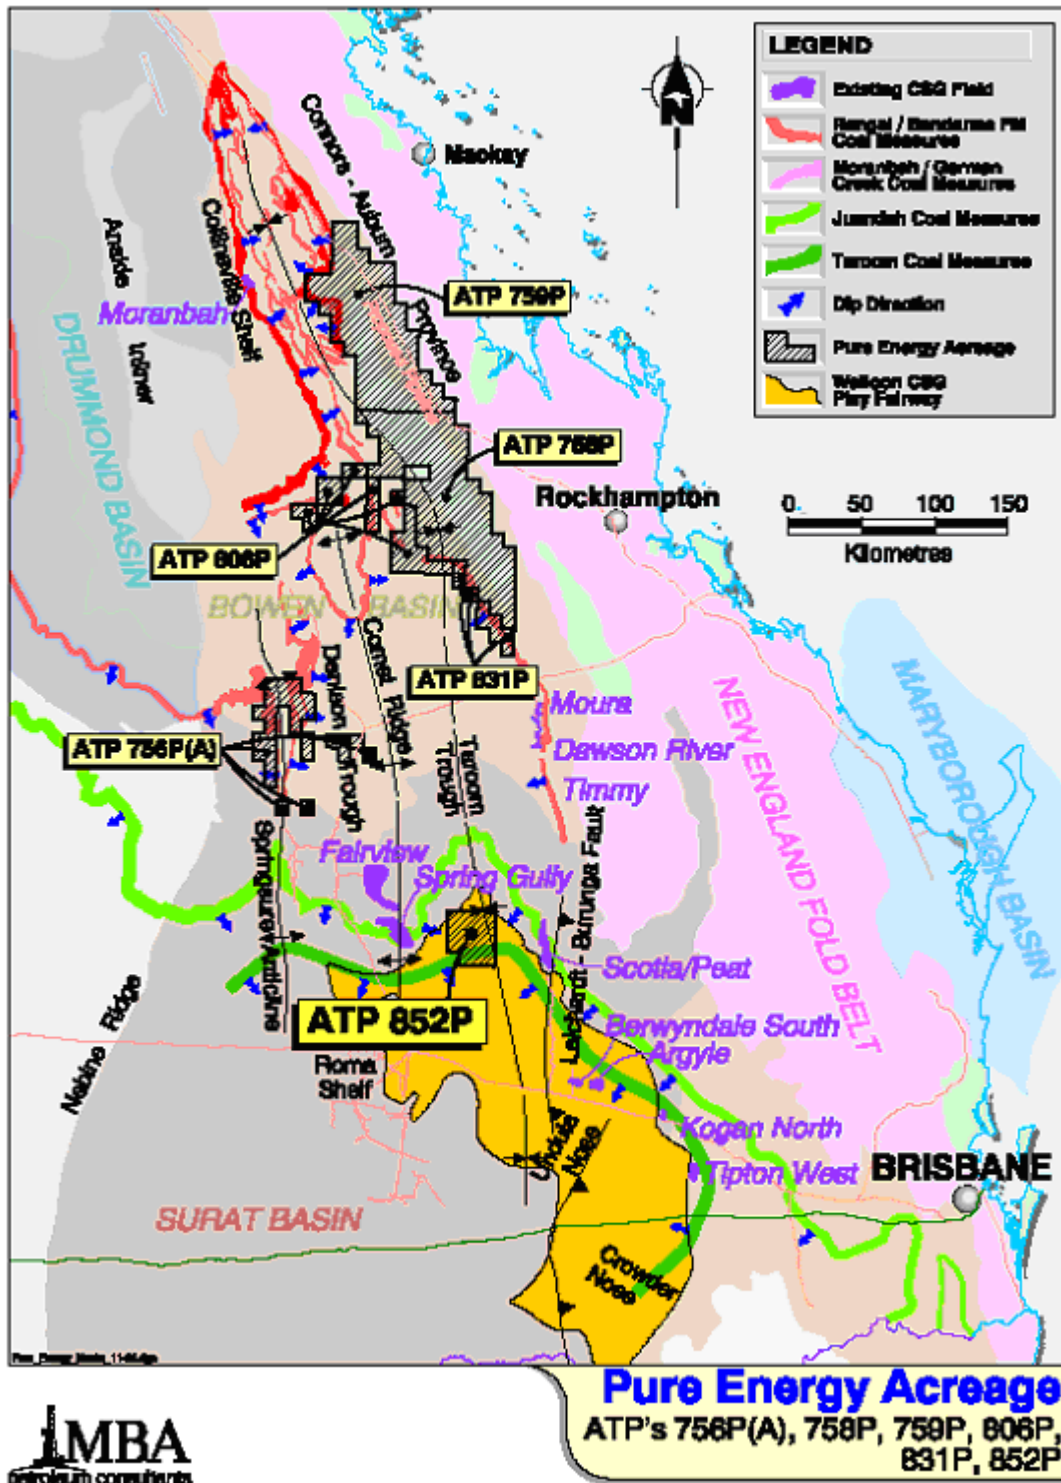 LEGEND
Existing CSG Field
Rangal / Bandanna FM
Coal Measures
Moranbah / German
Creek Coal Measures
Juandah Coal Measures
Taroom Coal Measures
Dip Direction
Pure Energy Acreage
Walloon CSG
Play Fairway
N
Mackay
Connors - Auburn
Province
Collinsville Shelf
Anakie
Inlier
Moranbah
DRUMMOND BASIN
ATP 759P
ATP 758P
Rockhampton
0 50 100 150
Kilometres
ATP 806P
BOWEN BASIN
ATP 831P
Denison
Trough
Comet Ridge
Taroom
Trough
Moura
Dawson River
Timmy
ATP 756P(A)
NEW ENGLAND FOLD BELT
MARYBOROUGH BASIN
Fairview
Spring Gully
Springsure Anticline
Leichardt - Burunga Fault
Scotia/Peat
Nebine Ridge
ATP 852P
Berwyndale South
Argyle
Roma
Shelf
Kogan North
Undulla
Nose
Tipton West
BRISBANE
SURAT BASIN
Crowder
Nose
Pure Energy Acreage
ATP's 756P(A), 758P, 759P, 806P,
831P, 852P
MBA
petroleum consultants